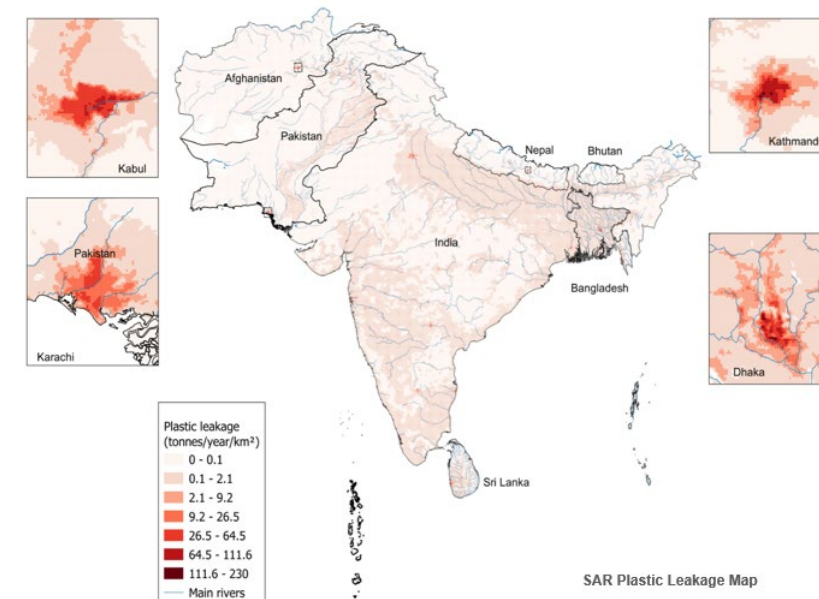 Afghanistan
Nepal
Bhutan
Kathmand
Pakistan
Kabul
Pakistan
India
Bangladesh
Karachi
Dhaka
Plastic leakage
(tonnes/year/km²)
0 - 0.1
0.1 - 2.1
2.1 - 9.2
9.2 - 26.5
26.5 - 64.5
64.5 - 111.6
111.6 - 230
Main rivers
Sri Lanka
SAR Plastic Leakage Map